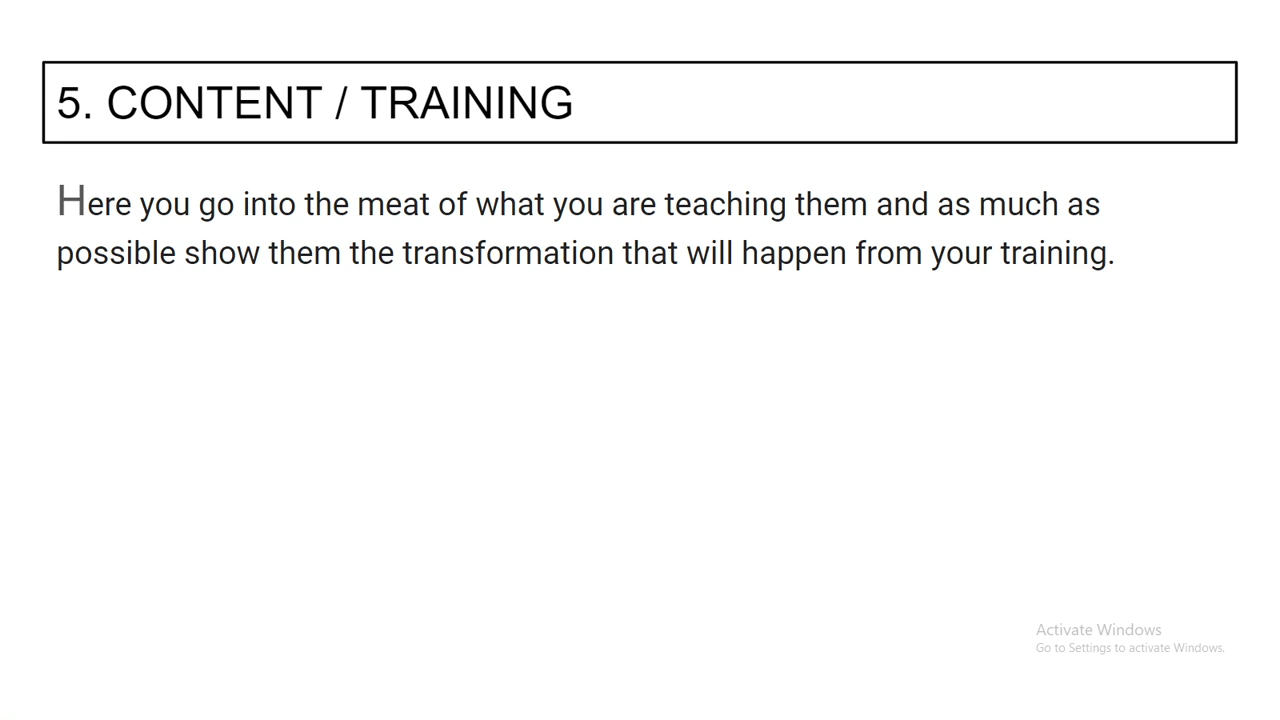 5. CONTENT / TRAINING
Here you go into the meat of what you are teaching them and as much as
possible show them the transformation that will happen from your training.
Activate Windows
Go to Settings to activate Windows.